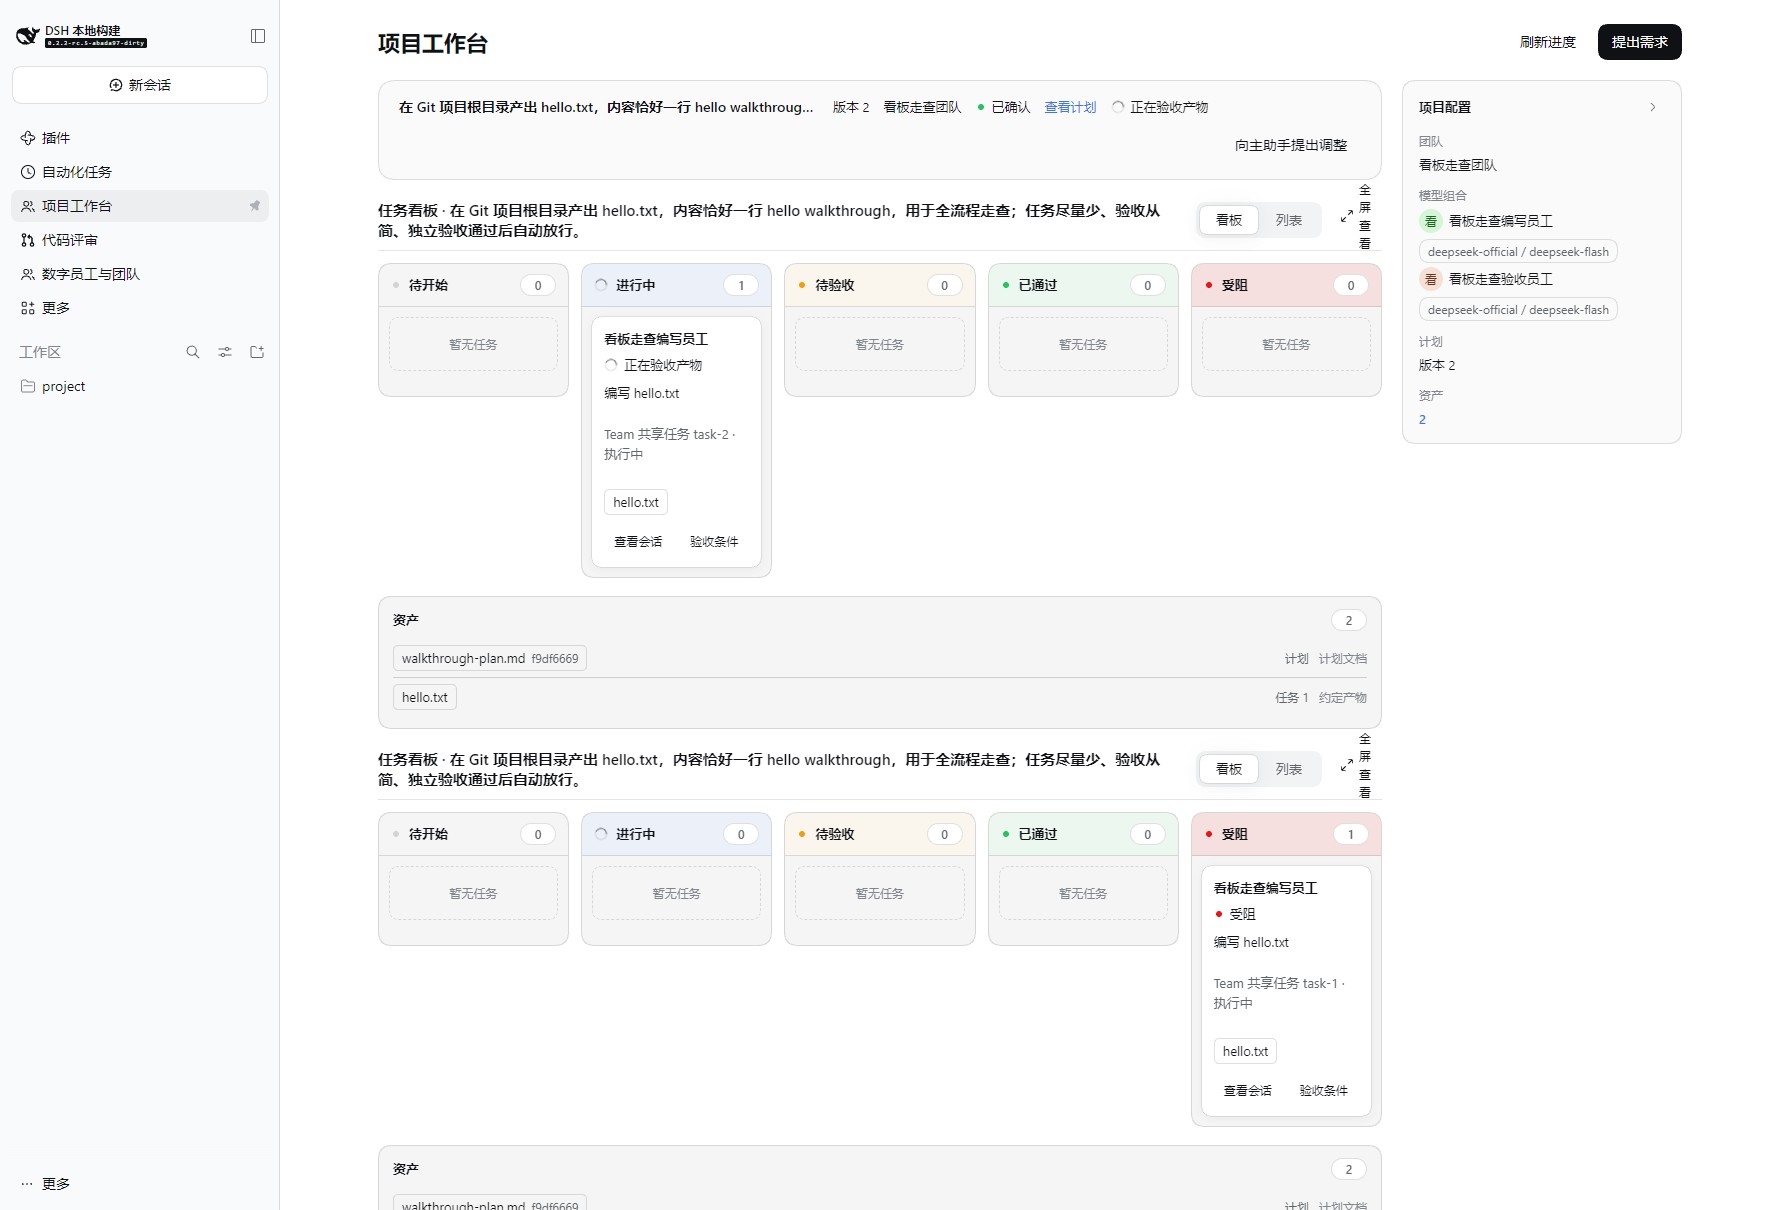 DSH 本地构建
0.3.2-rc.5-abada97-dirty
新会话
插件
自动化任务
项目工作台
代码评审
数字员工与团队
更多
工作区
project
更多
项目工作台
刷新进度
提出需求
在 Git 项目根目录产出 hello.txt，内容恰好一行 hello walkthroug...
版本 2
看板走查团队
已确认
查看计划
正在验收产物
向主助手提出调整
任务看板 · 在 Git 项目根目录产出 hello.txt，内容恰好一行 hello walkthrough，用于全流程走查；任务尽量少、验收从
简、独立验收通过后自动放行。
看板
列表
全
屏
查
看
待开始
0
暂无任务
进行中
1
看板走查编写员工
正在验收产物
编写 hello.txt
Team 共享任务 task-2 ·
执行中
hello.txt
查看会话
验收条件
待验收
0
暂无任务
已通过
0
暂无任务
受阻
0
暂无任务
资产
2
walkthrough-plan.md f9df6669
计划
计划文档
hello.txt
任务 1
约定产物
任务看板 · 在 Git 项目根目录产出 hello.txt，内容恰好一行 hello walkthrough，用于全流程走查；任务尽量少、验收从
简、独立验收通过后自动放行。
看板
列表
全
屏
查
看
待开始
0
暂无任务
进行中
0
暂无任务
待验收
0
暂无任务
已通过
0
暂无任务
受阻
1
看板走查编写员工
受阻
编写 hello.txt
Team 共享任务 task-1 ·
执行中
hello.txt
查看会话
验收条件
资产
2
walkthrough-plan.md f9df6669
计划
计划文档
项目配置
团队
看板走查团队
模型组合
看
看板走查编写员工
deepseek-official / deepseek-flash
看
看板走查验收员工
deepseek-official / deepseek-flash
计划
版本 2
资产
2